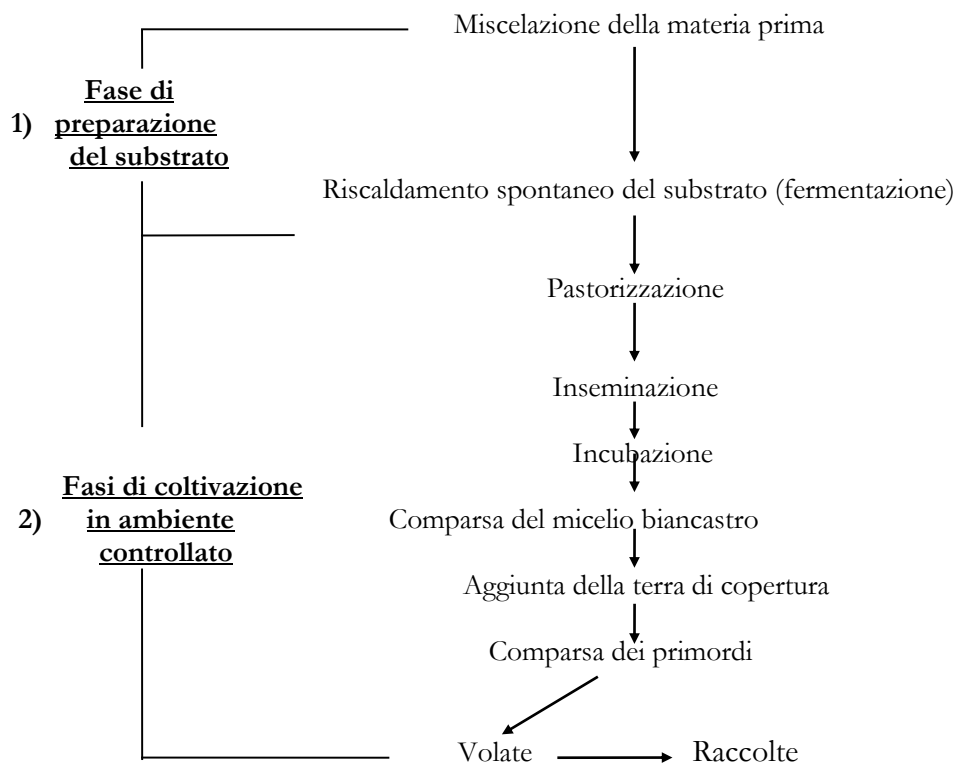 Miscelazione della materia prima
Fase di
1) preparazione
del substrato
Riscaldamento spontaneo del substrato (fermentazione)
Pastorizzazione
Inseminazione
Incubazione
Fasi di coltivazione
2) in ambiente
controllato
Comparsa del micelio biancastro
Aggiunta della terra di copertura
Comparsa dei primordi
Volate
Raccolte